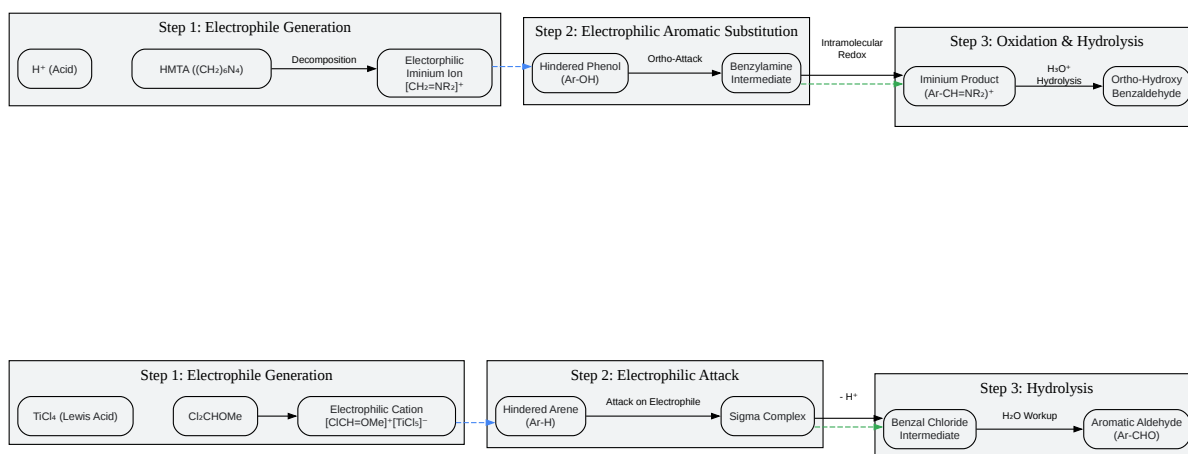 Step 1: Electrophile Generation
H⁺ (Acid)
HMTA ((CH₂)₆N₄)
Decomposition
Electorphilic
Iminium Ion
[CH₂=NR₂]⁺
Step 2: Electrophilic Aromatic Substitution
Hindered Phenol
(Ar-OH)
Ortho-Attack
Benzylamine
Intermediate
Intramolecular
Redox
Step 3: Oxidation & Hydrolysis
Iminium Product
(Ar-CH=NR₂)⁺
H₃O⁺
Hydrolysis
Ortho-Hydroxy
Benzaldehyde
Step 1: Electrophile Generation
TiCl₄ (Lewis Acid)
Cl₂CHOMe
Electrophilic Cation
[ClCH=OMe]⁺[TiCl₅]⁻
Step 2: Electrophilic Attack
Hindered Arene
(Ar-H)
Attack on Electrophile
Sigma Complex
- H⁺
Step 3: Hydrolysis
Benzal Chloride
Intermediate
H₂O Workup
Aromatic Aldehyde
(Ar-CHO)